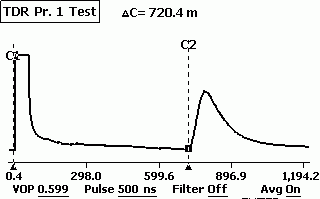 TDR Pr. 1 Test
ΔC= 720.4 m
C2
0.4 298.0 599.6 896.9 1,194.2
VOP 0.599 Pulse 500 ns Filter Off Avg On